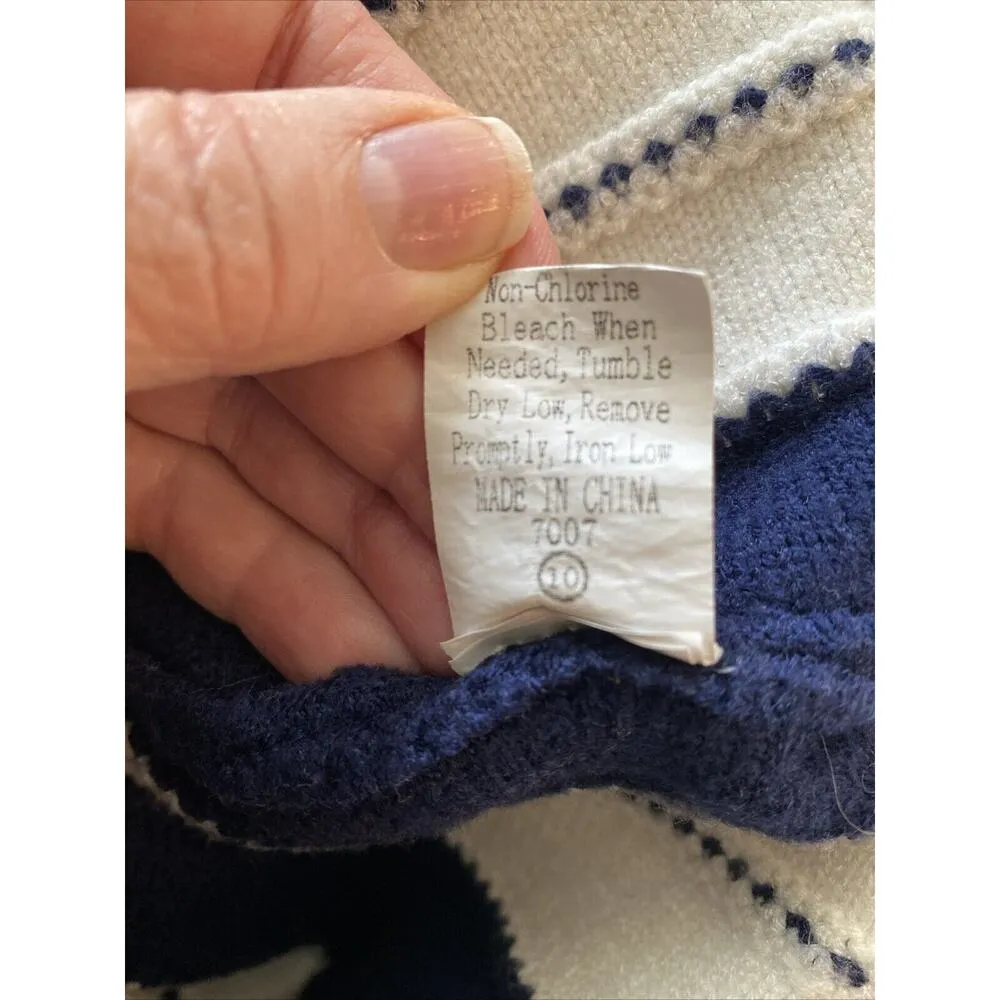 Non-Chlorine
Bleach When
Needed, Tumble
Dry Low, Remove
Promptly, Iron Low
MADE IN CHINA
7007
10